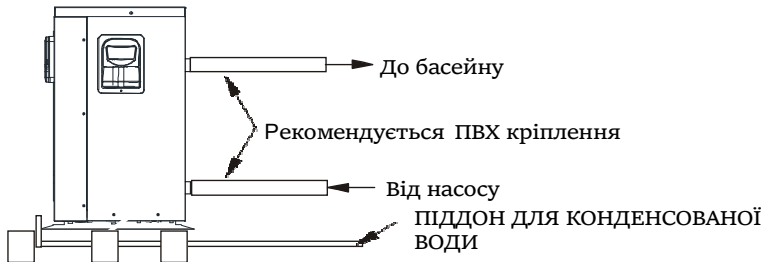 До басейну
Рекомендується ПВХ кріплення
Від насосу
ПІДДОН ДЛЯ КОНДЕНСОВАНОЇ
ВОДИ